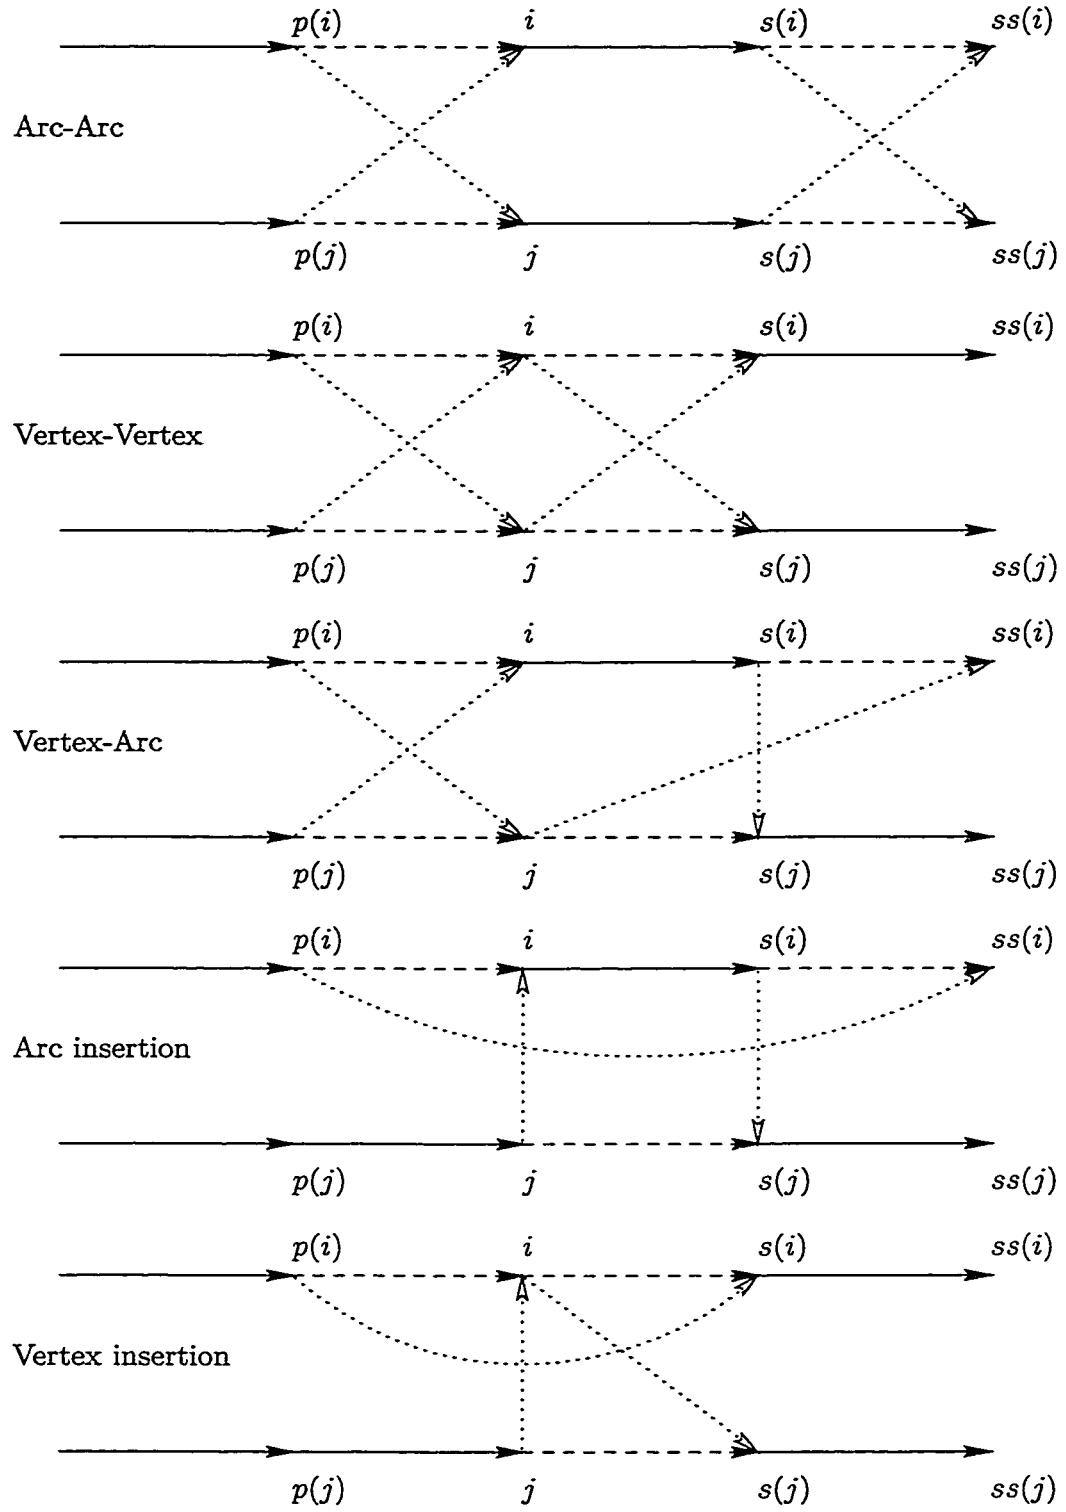 p(i) i s(i) ss(i)
Arc-Arc
p(j) j s(j) ss(j)
p(i) i s(i) ss(i)
Vertex-Vertex
p(j) j s(j) ss(j)
p(i) i s(i) ss(i)
Vertex-Arc
p(j) j s(j) ss(j)
p(i) i s(i) ss(i)
Arc insertion
p(j) j s(j) ss(j)
p(i) i s(i) ss(i)
Vertex insertion
p(j) j s(j) ss(j)